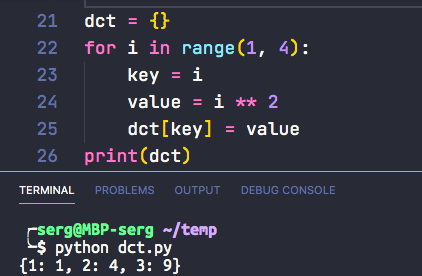 21 dct = {}
22 for i in range(1, 4):
23     key = i
24     value = i ** 2
25     dct[key] = value
26 print(dct)
TERMINAL PROBLEMS OUTPUT DEBUG CONSOLE
╭─serg@MBP-serg ~/temp
╰─$ python dct.py
{1: 1, 2: 4, 3: 9}